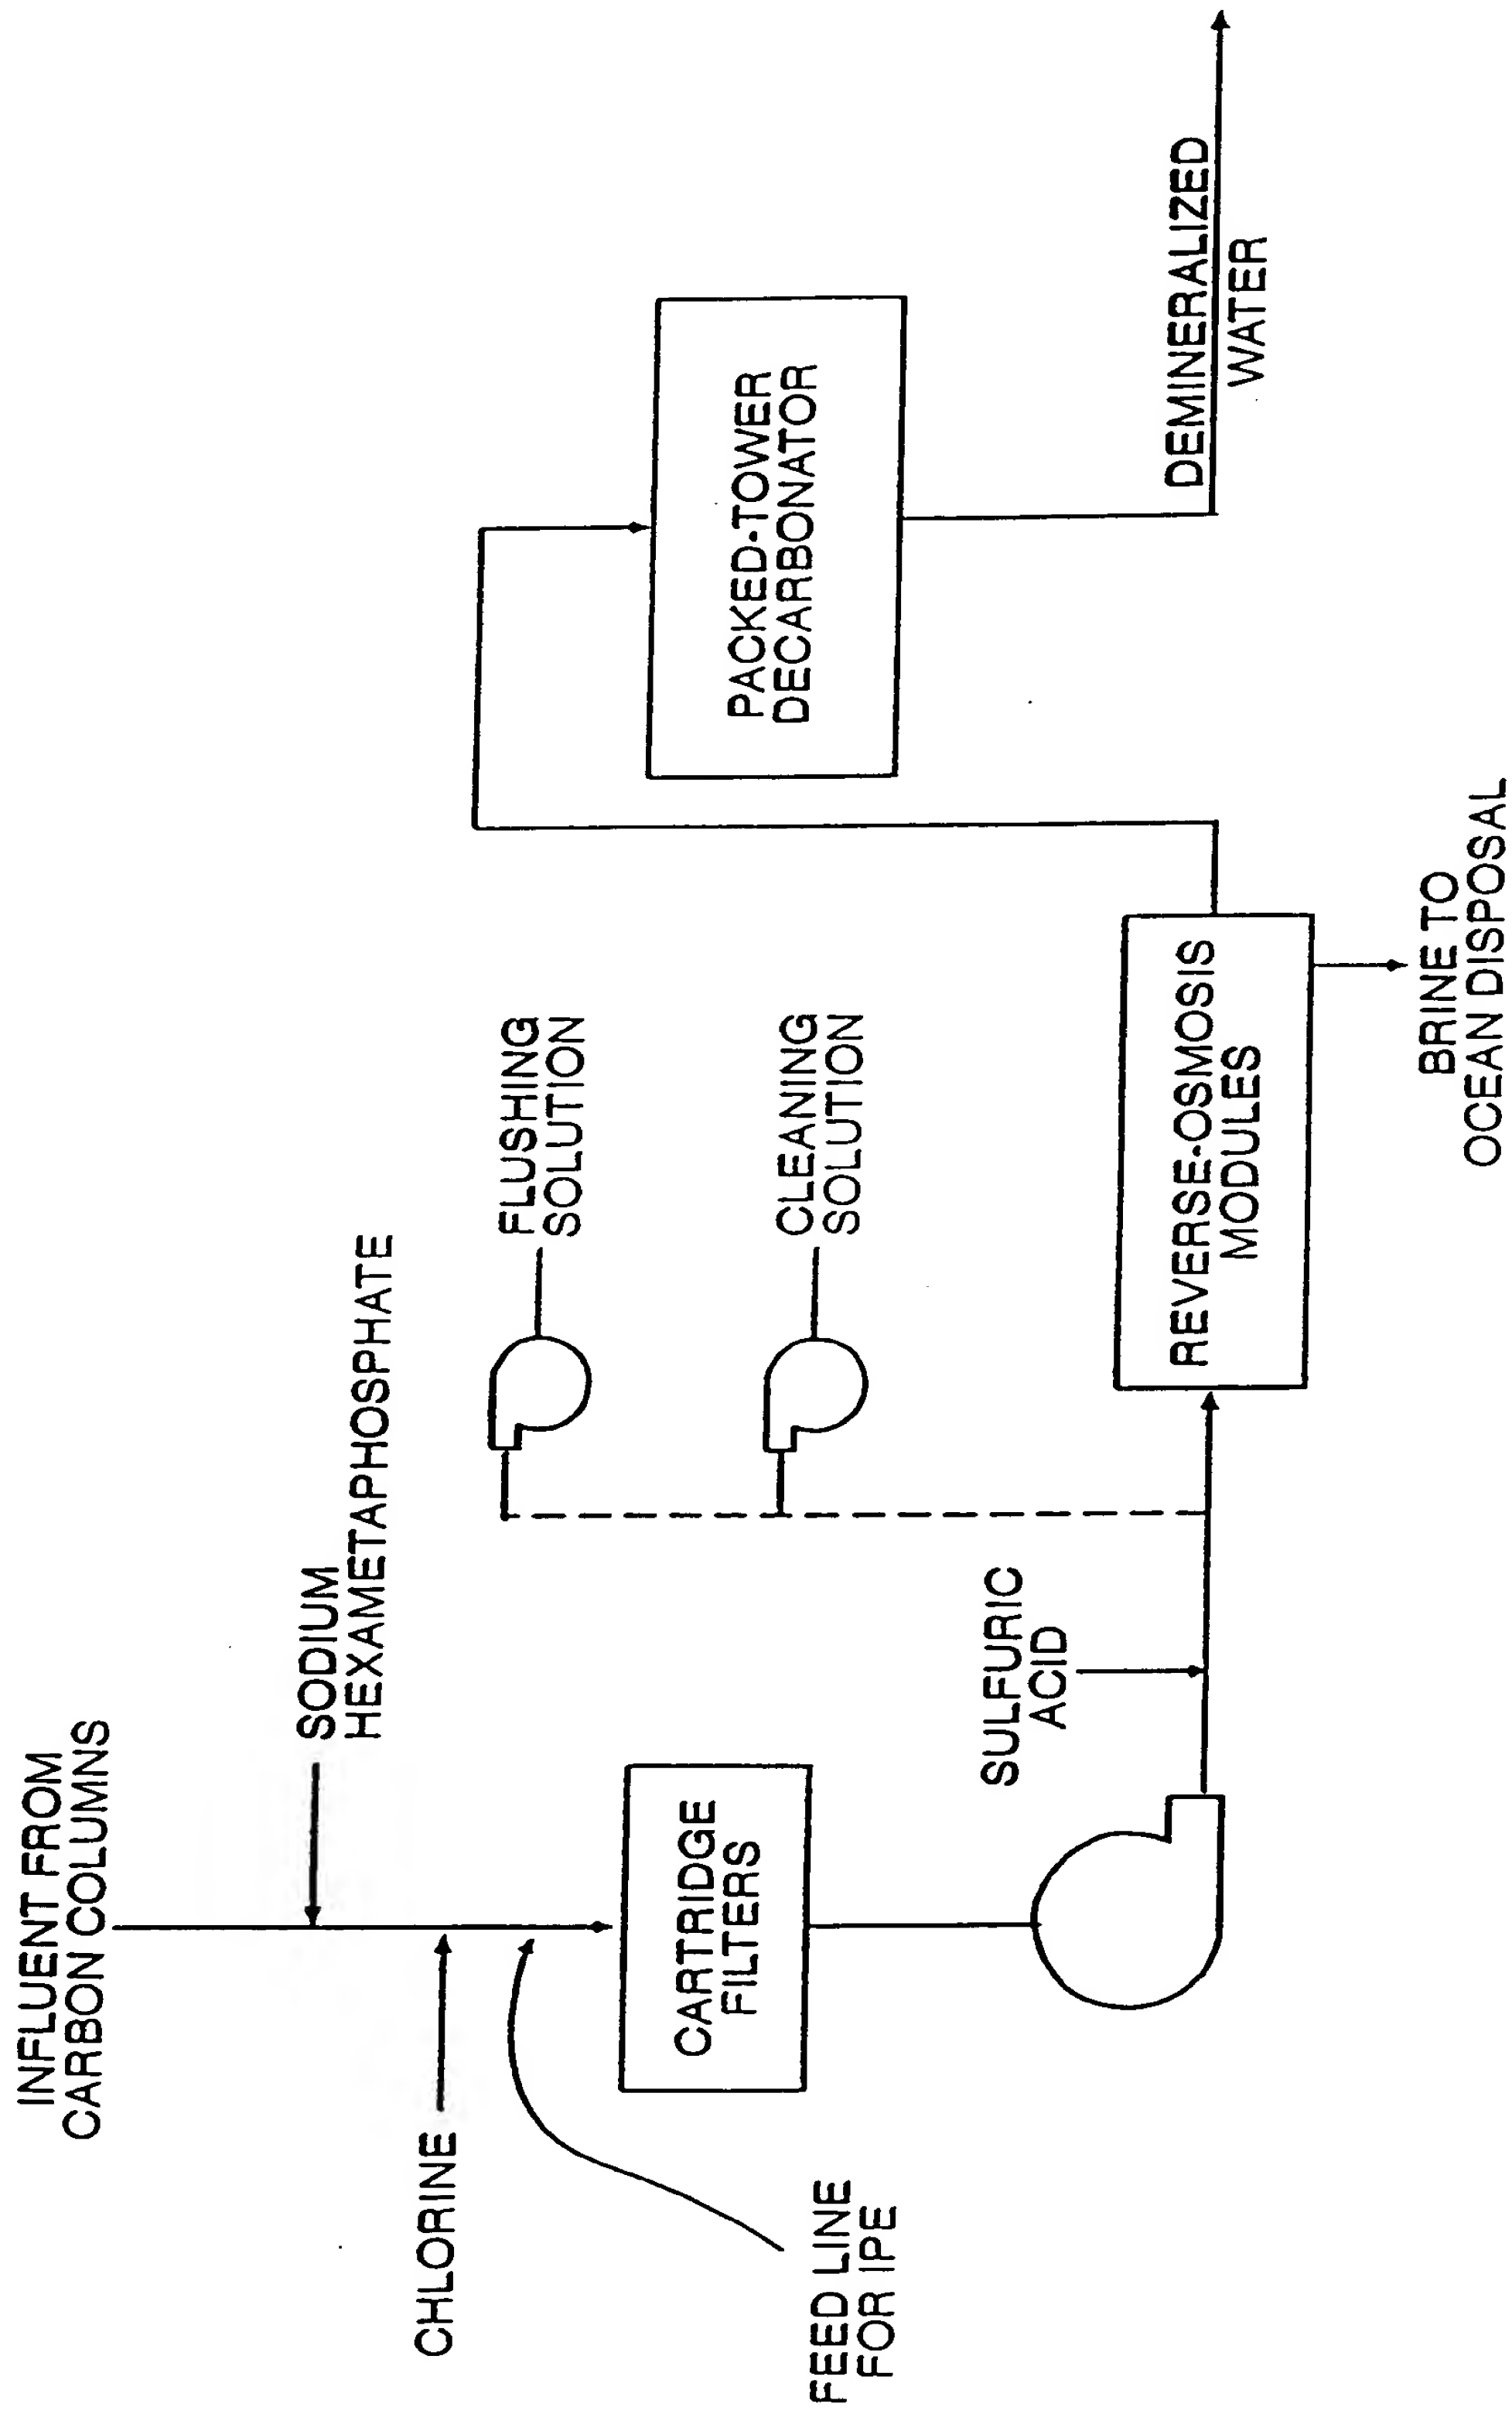 INFLUENT FROM
CARBON COLUMNS
SODIUM
HEXAMETAPHOSPHATE
CHLORINE
FEED LINE
FOR IPE
CARTRIDGE
FILTERS
SULFURIC
ACID
FLUSHING
SOLUTION
CLEANING
SOLUTION
REVERSE-OSMOSIS
MODULES
BRINE TO
OCEAN DISPOSAL
PACKED-TOWER
DECARBONATOR
DEMINERALIZED
WATER